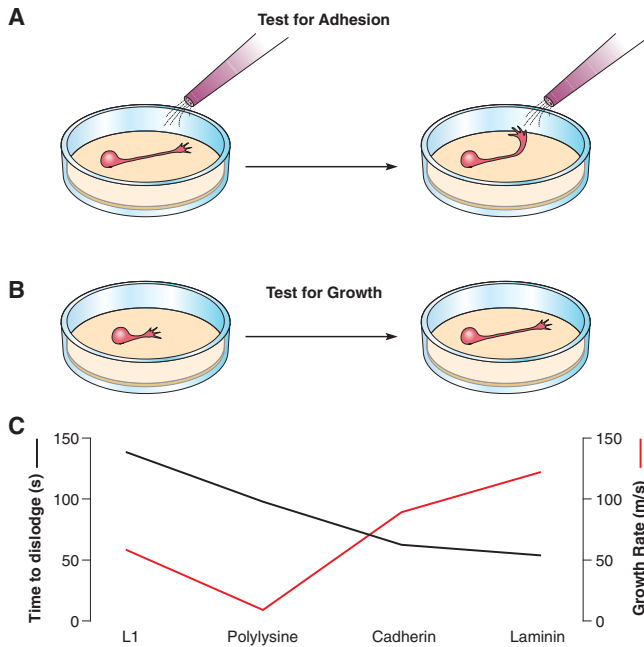 A
Test for Adhesion
B
Test for Growth
C
150
100
50
0
Time to dislodge (s)
150
100
50
0
Growth Rate (m/s)
L1
Polylysine
Cadherin
Laminin